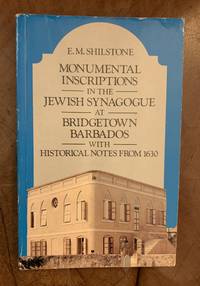 E. M. SHILSTONE
MONUMENTAL
INSCRIPTIONS
IN THE
JEWISH SYNAGOGUE
AT
BRIDGETOWN
BARBADOS
WITH
HISTORICAL NOTES FROM 1630